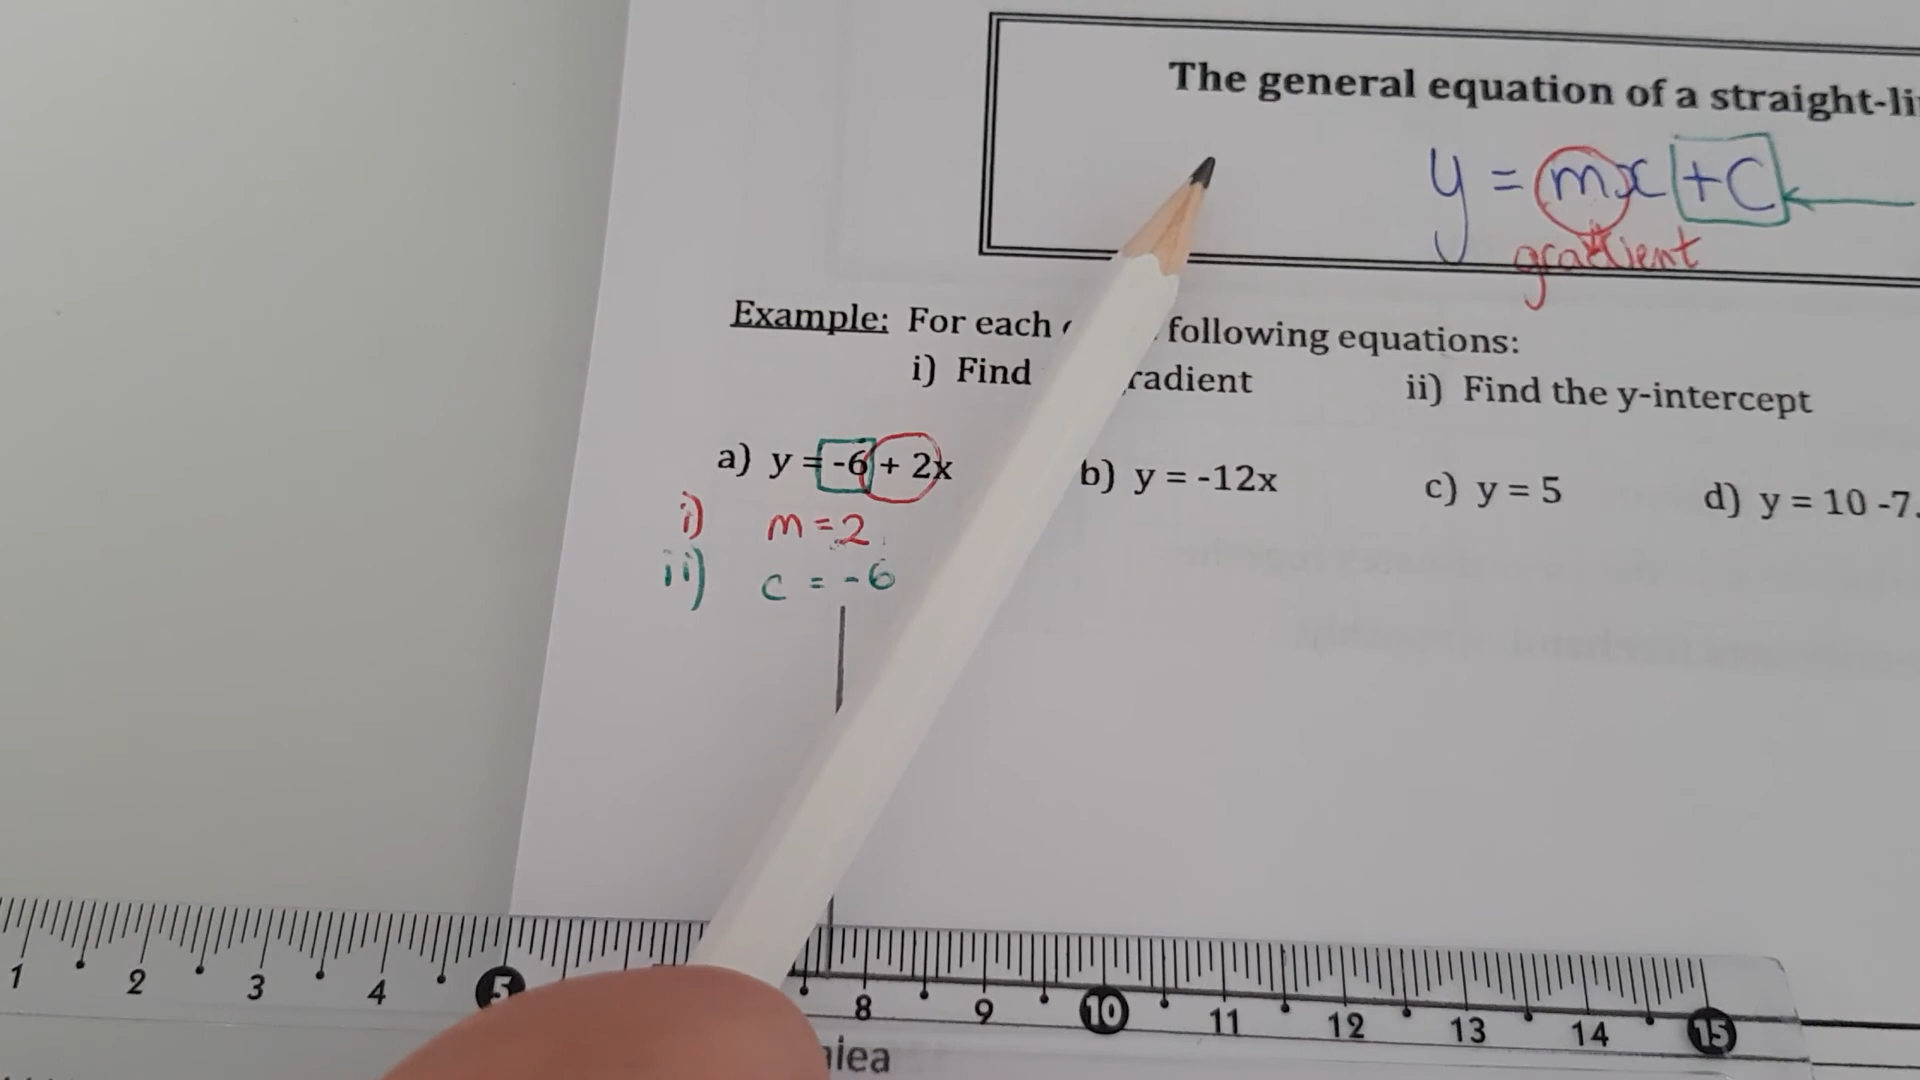 The general equation of a straight-li
y = mx + c
gradient
Example: For each following equations:
i) Find radient ii) Find the y-intercept
a) y = -6 + 2x b) y = -12x c) y = 5 d) y = 10 -7
i) m = 2
ii) c = -6
1 2 3 4 5 8 9 10 11 12 13 14 15